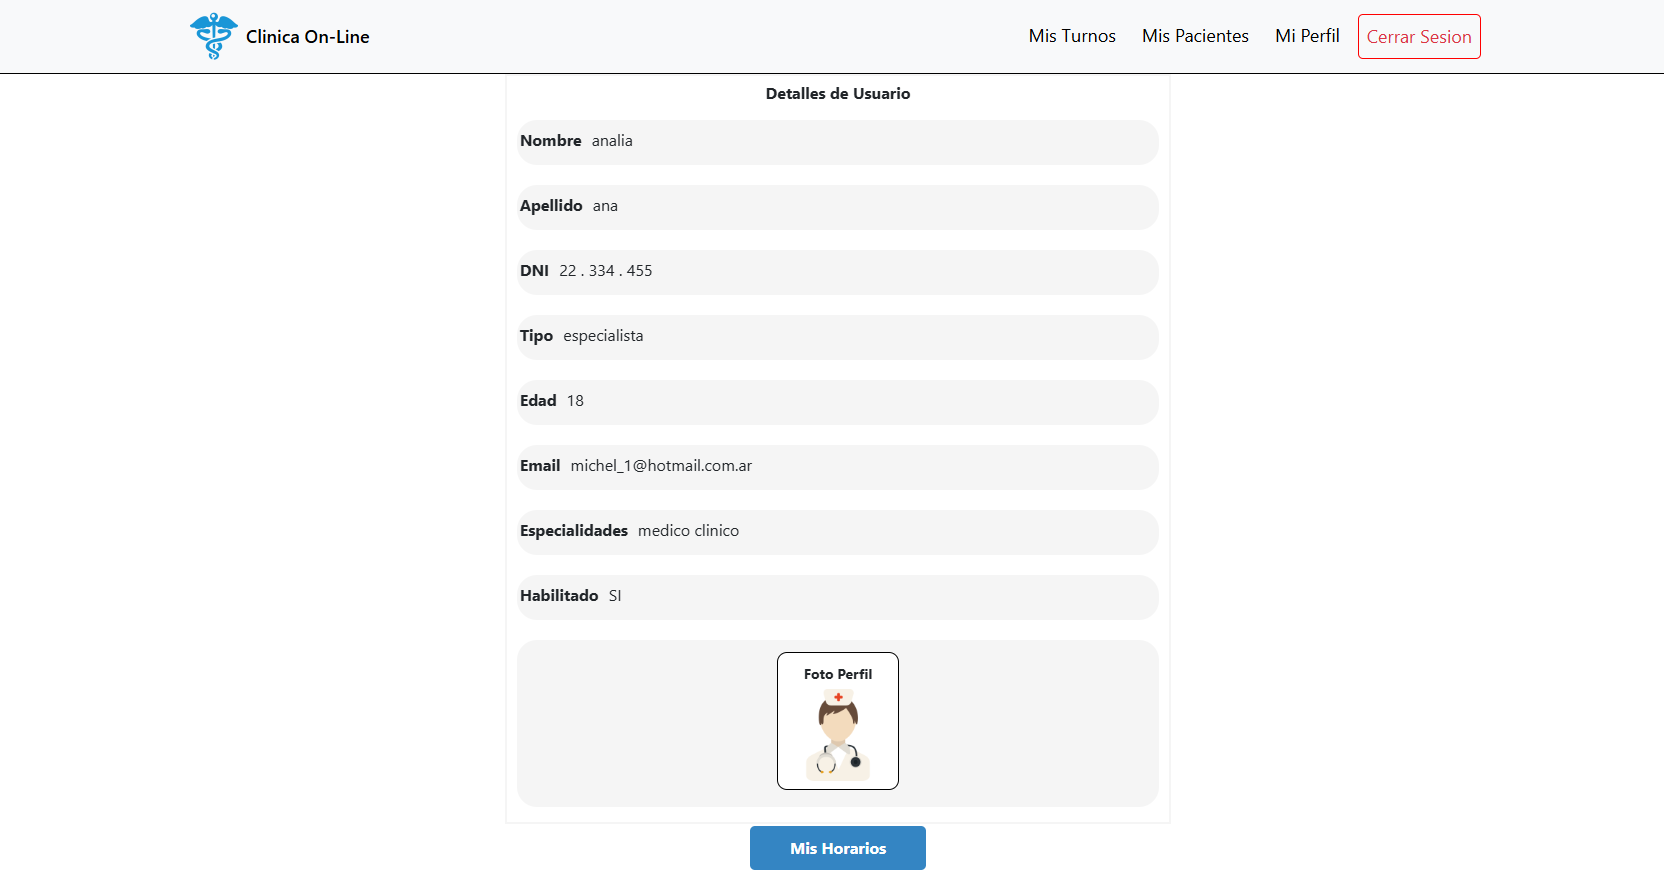 Clinica On-Line
Mis Turnos
Mis Pacientes
Mi Perfil
Cerrar Sesion
Detalles de Usuario
Nombre analia
Apellido ana
DNI 22 . 334 . 455
Tipo especialista
Edad 18
Email michel_1@hotmail.com.ar
Especialidades medico clinico
Habilitado SI
Foto Perfil
Mis Horarios